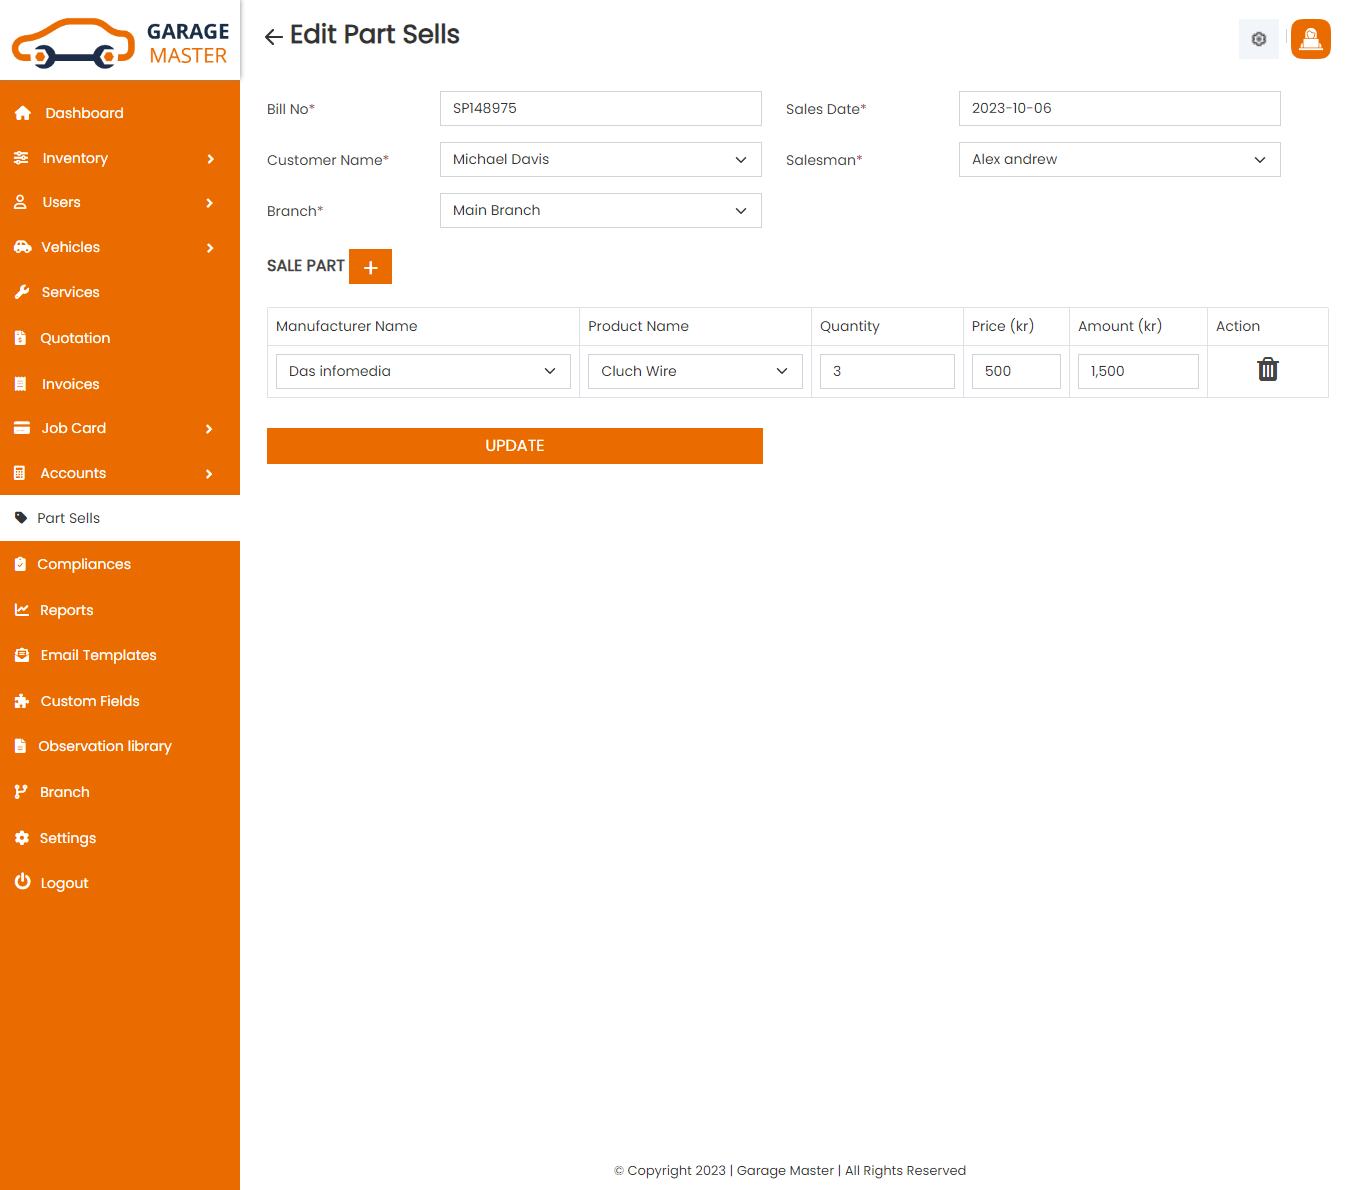 GARAGE
MASTER
Edit Part Sells
Dashboard
Inventory
Users
Vehicles
Services
Quotation
Invoices
Job Card
Accounts
Part Sells
Compliances
Reports
Email Templates
Custom Fields
Observation library
Branch
Settings
Logout
Bill No* SP148975 Sales Date* 2023-10-06
Customer Name* Michael Davis Salesman* Alex andrew
Branch* Main Branch
SALE PART +
Manufacturer Name Product Name Quantity Price (kr) Amount (kr) Action
Das infomedia Cluch Wire 3 500 1,500
UPDATE
© Copyright 2023 | Garage Master | All Rights Reserved